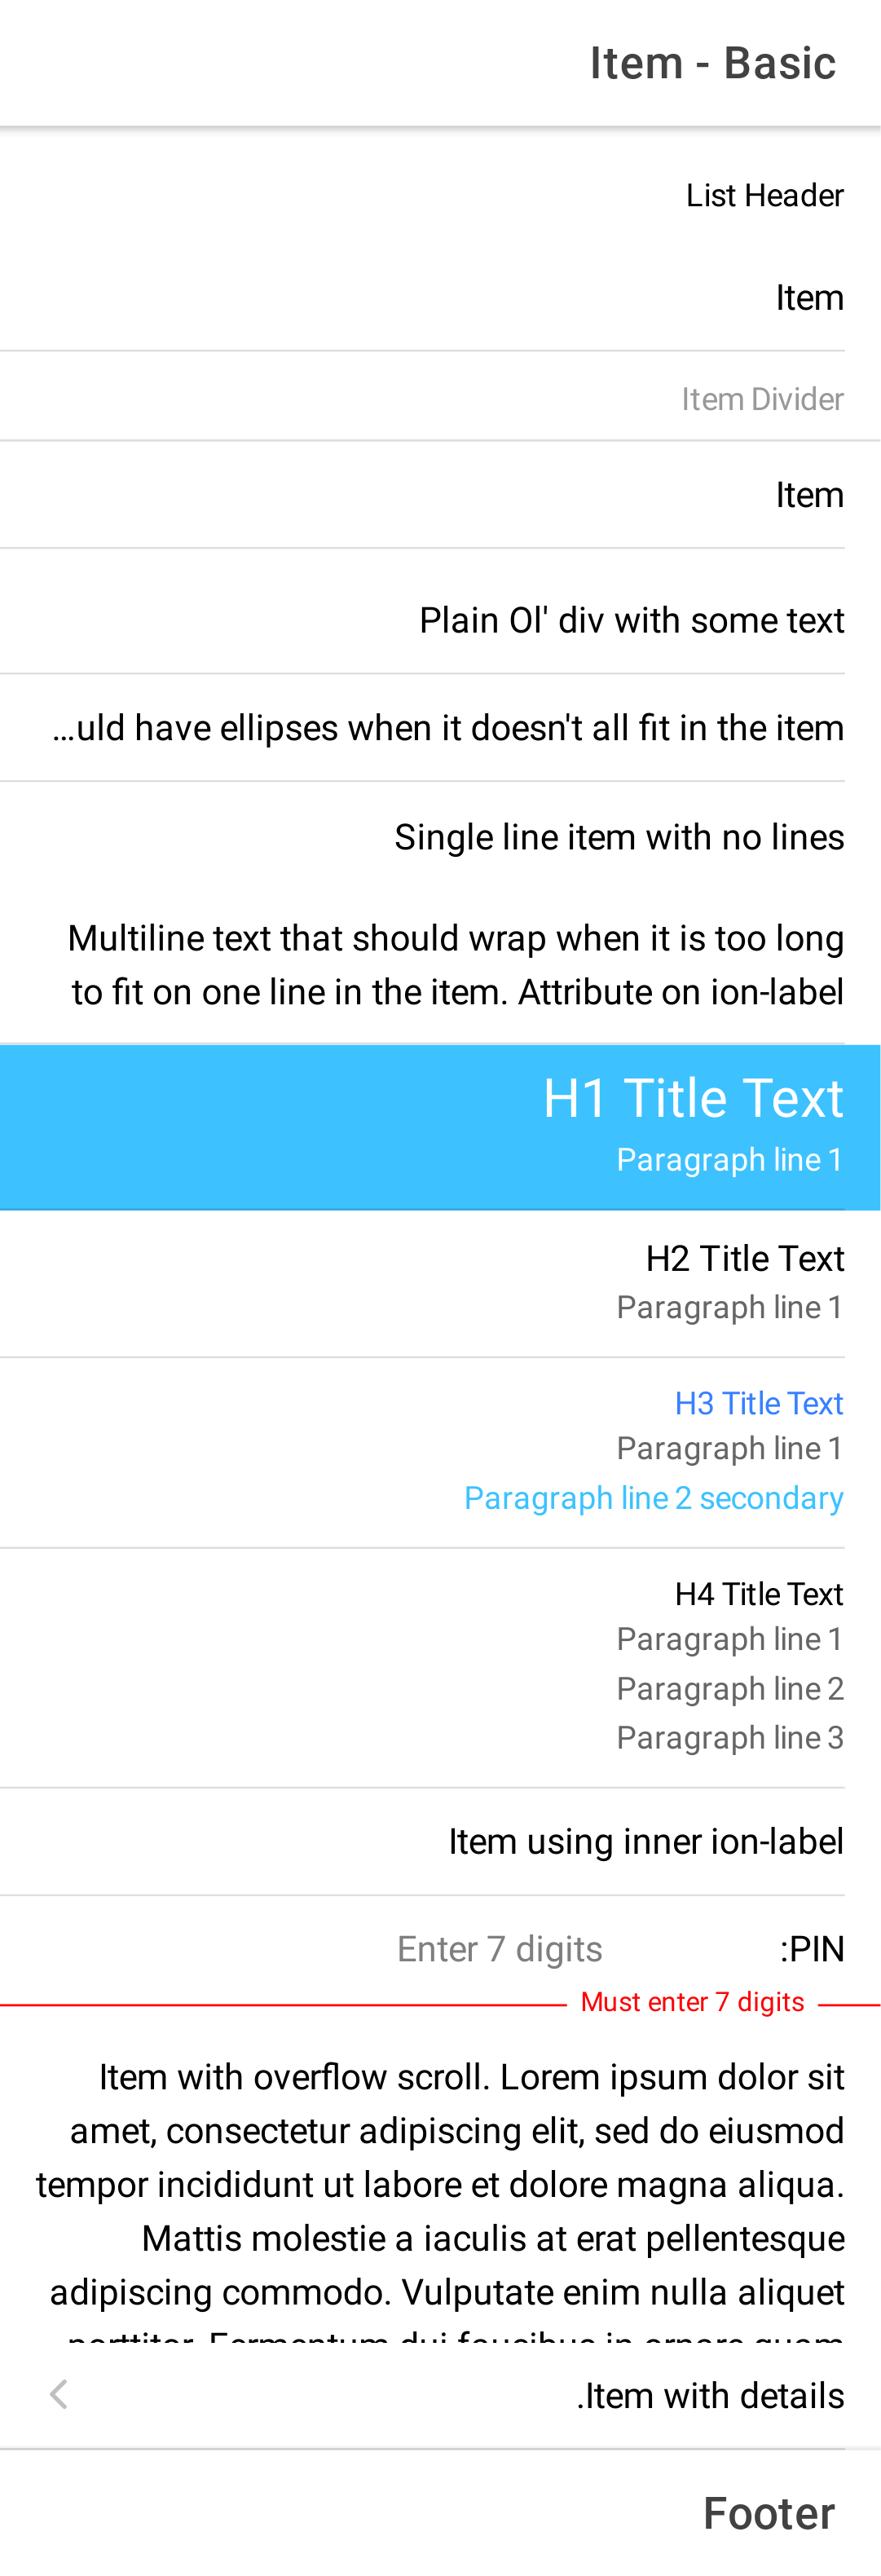 Item - Basic
List Header
Item
Item Divider
Item
Plain Ol' div with some text
...uld have ellipses when it doesn't all fit in the item
Single line item with no lines
Multiline text that should wrap when it is too long
to fit on one line in the item. Attribute on ion-label
H1 Title Text
Paragraph line 1
H2 Title Text
Paragraph line 1
H3 Title Text
Paragraph line 1
Paragraph line 2 secondary
H4 Title Text
Paragraph line 1
Paragraph line 2
Paragraph line 3
Item using inner ion-label
:PIN Enter 7 digits
Must enter 7 digits
Item with overflow scroll. Lorem ipsum dolor sit
amet, consectetur adipiscing elit, sed do eiusmod
tempor incididunt ut labore et dolore magna aliqua.
Mattis molestie a iaculis at erat pellentesque
adipiscing commodo. Vulputate enim nulla aliquet
porttitor. Fermentum dui faucibus in ornare quam
.Item with details
Footer